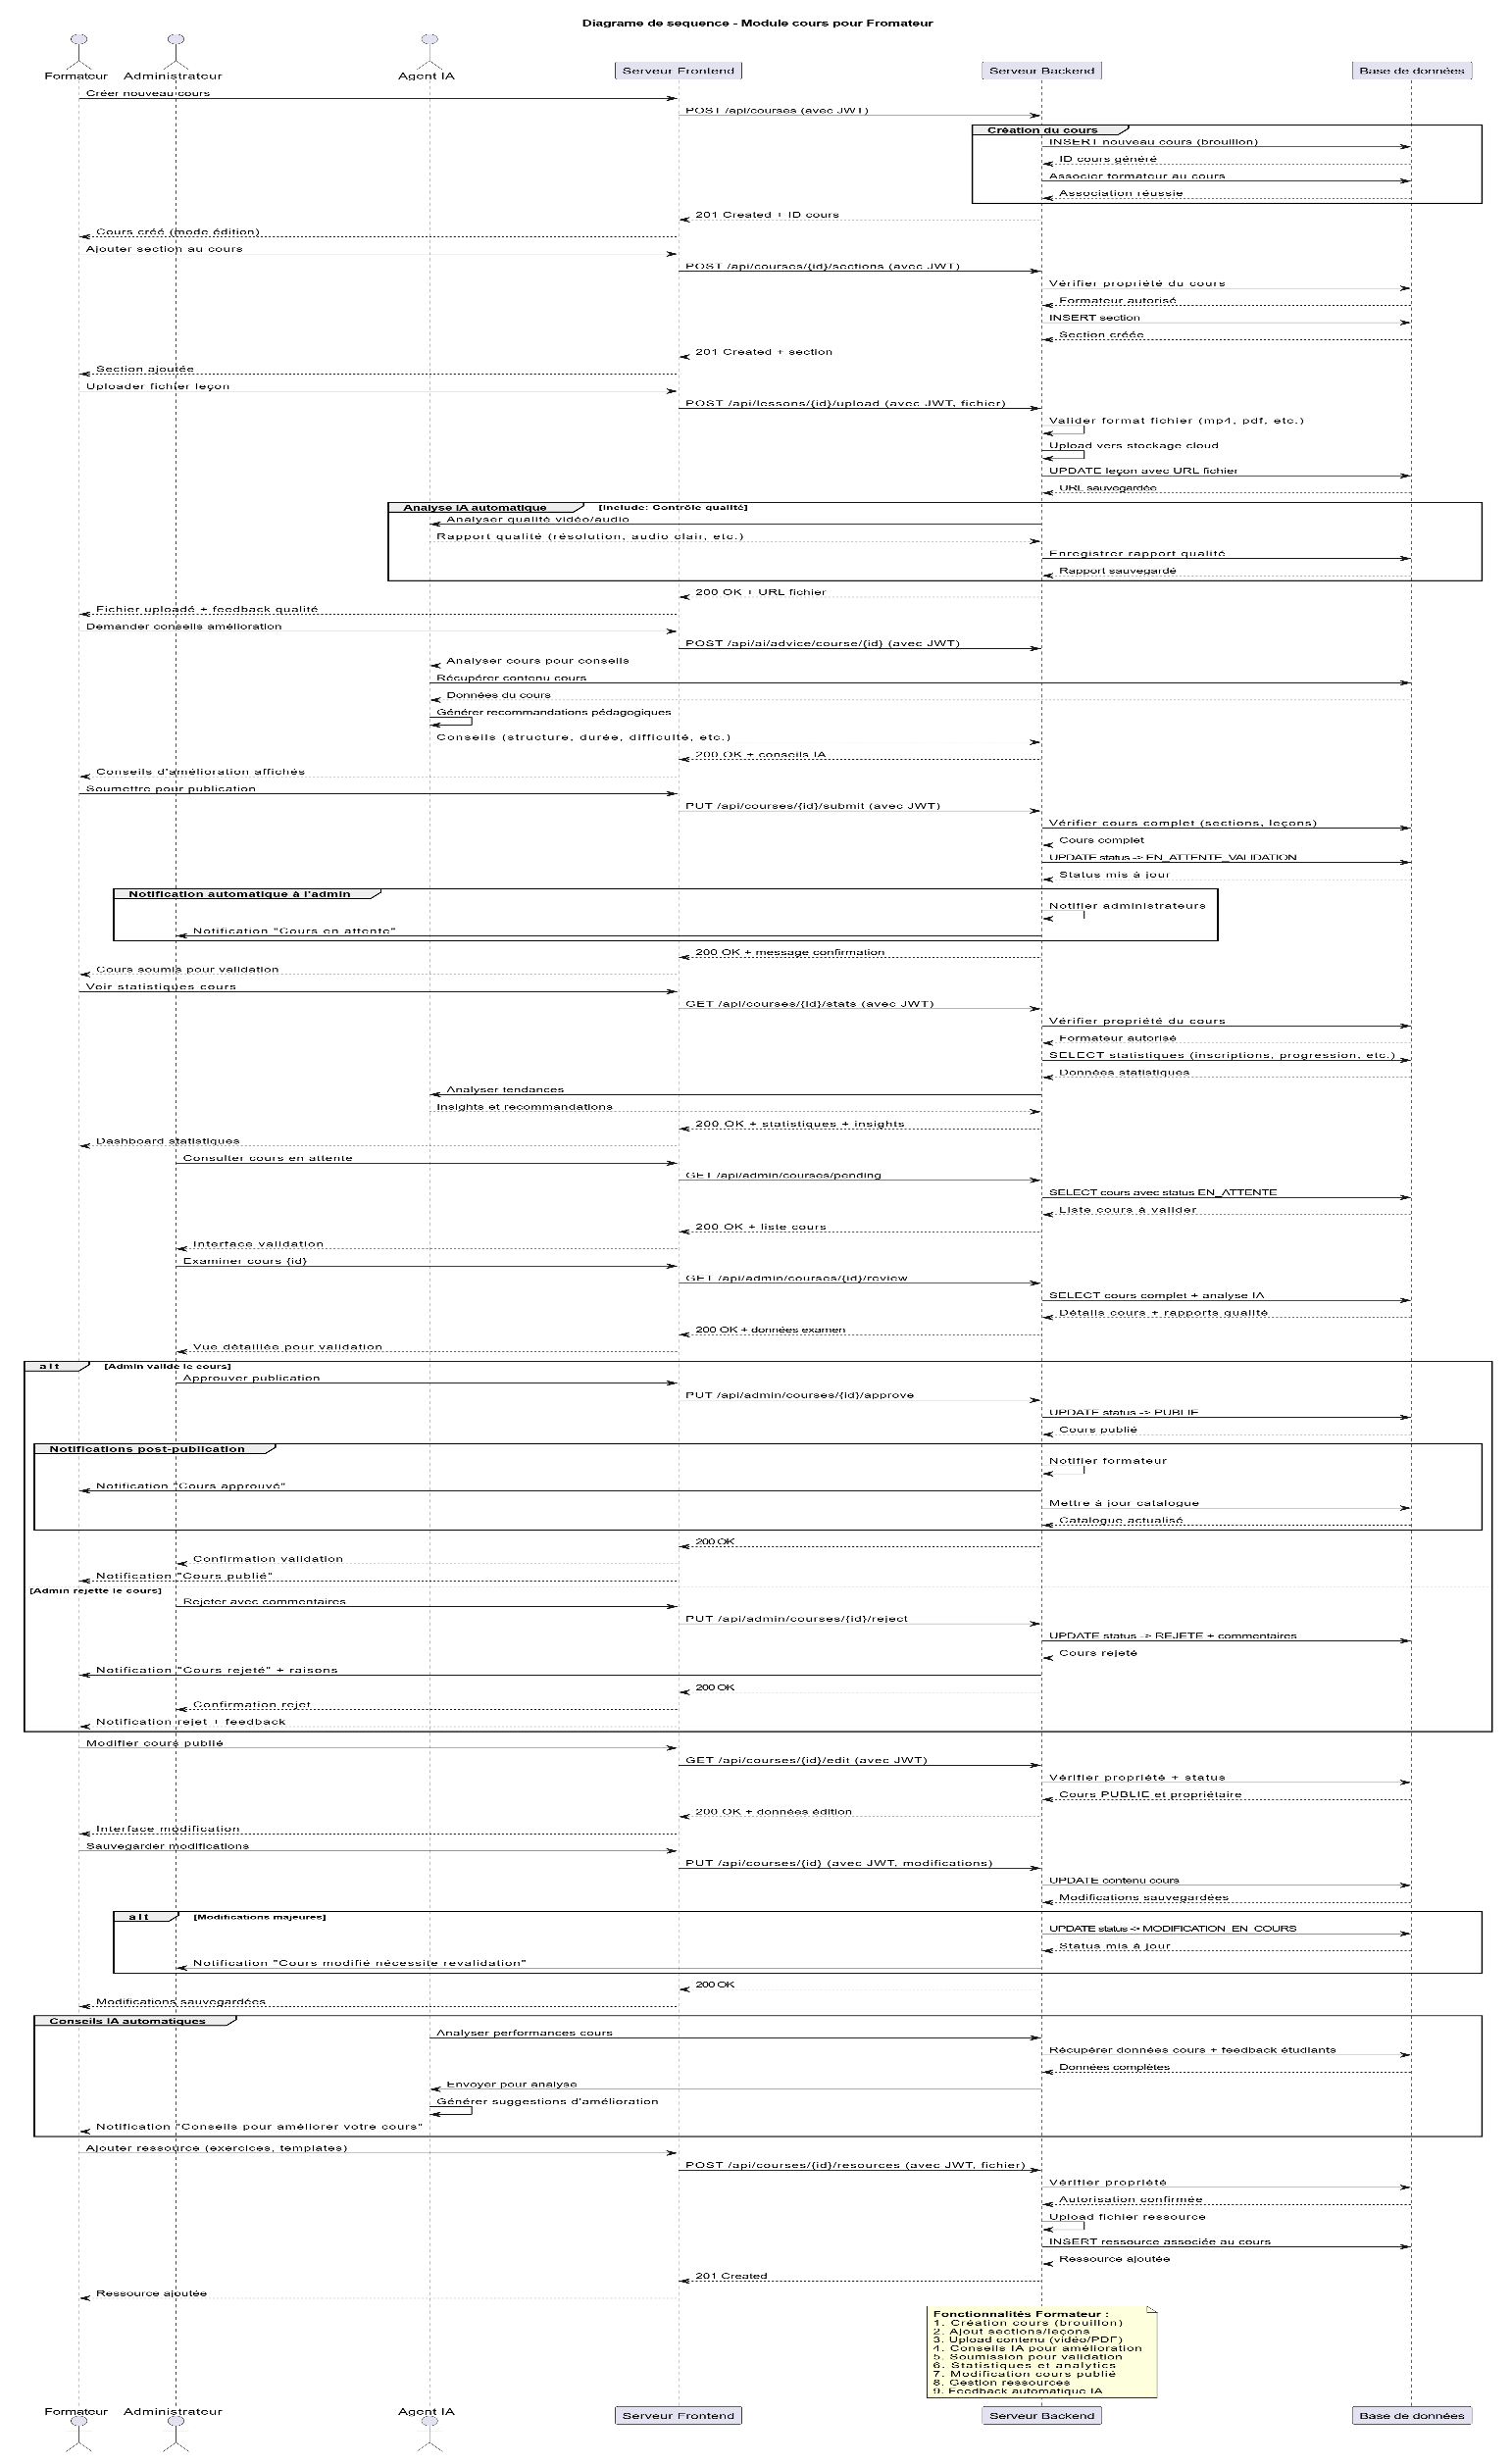 Diagrame de sequence - Module cours pour Fromateur
Formateur
Administrateur
Agent IA
Serveur Frontend
Serveur Backend
Base de données
Créer nouveau cours
POST /api/courses (avec JWT)
Création du cours
INSERT nouveau cours (brouillon)
ID cours généré
Associer formateur au cours
Association réussie
201 Created + ID cours
Cours créé (mode édition)
Ajouter section au cours
POST /api/courses/{id}/sections (avec JWT)
Vérifier propriété du cours
Formateur autorisé
INSERT section
Section créée
201 Created + section
Section ajoutée
Uploader fichier leçon
POST /api/lessons/{id}/upload (avec JWT, fichier)
Valider format fichier (mp4, pdf, etc.)
Upload vers stockage cloud
UPDATE leçon avec URL fichier
URL sauvegardée
Analyse IA automatique
[Include: Contrôle qualité]
Analyser qualité vidéo/audio
Rapport qualité (résolution, audio clair, etc.)
Enregistrer rapport qualité
Rapport sauvegardé
200 OK + URL fichier
Fichier uploadé + feedback qualité
Demander conseils amélioration
POST /api/ai/advice/course/{id} (avec JWT)
Analyser cours pour conseils
Récupérer contenu cours
Données du cours
Générer recommandations pédagogiques
Conseils (structure, durée, difficulté, etc.)
200 OK + conseils IA
Conseils d'amélioration affichés
Soumettre pour publication
PUT /api/courses/{id}/submit (avec JWT)
Vérifier cours complet (sections, leçons)
Cours complet
UPDATE status -> EN_ATTENTE_VALIDATION
Status mis à jour
Notification automatique à l'admin
Notifier administrateurs
Notification "Cours en attente"
200 OK + message confirmation
Cours soumis pour validation
Voir statistiques cours
GET /api/courses/{id}/stats (avec JWT)
Vérifier propriété du cours
Formateur autorisé
SELECT statistiques (inscriptions, progression, etc.)
Données statistiques
Analyser tendances
Insights et recommandations
200 OK + statistiques + insights
Dashboard statistiques
Consulter cours en attente
GET /api/admin/courses/pending
SELECT cours avec status EN_ATTENTE
Liste cours à valider
200 OK + liste cours
Interface validation
Examiner cours {id}
GET /api/admin/courses/{id}/review
SELECT cours complet + analyse IA
Détails cours + rapports qualité
200 OK + données examen
Vue détaillée pour validation
alt
[Admin valide le cours]
Approuver publication
PUT /api/admin/courses/{id}/approve
UPDATE status -> PUBLIE
Cours publié
Notifications post-publication
Notifier formateur
Notification "Cours approuvé"
Mettre à jour catalogue
Catalogue actualisé
200 OK
Confirmation validation
Notification "Cours publié"
[Admin rejette le cours]
Rejeter avec commentaires
PUT /api/admin/courses/{id}/reject
UPDATE status -> REJETE + commentaires
Cours rejeté
Notification "Cours rejeté" + raisons
200 OK
Confirmation rejet
Notification rejet + feedback
Modifier cours publié
GET /api/courses/{id}/edit (avec JWT)
Vérifier propriété + status
Cours PUBLIE et propriétaire
200 OK + données édition
Interface modification
Sauvegarder modifications
PUT /api/courses/{id} (avec JWT, modifications)
UPDATE contenu cours
Modifications sauvegardées
alt
[Modifications majeures]
UPDATE status -> MODIFICATION_EN_COURS
Status mis à jour
Notification "Cours modifié nécessite revalidation"
200 OK
Modifications sauvegardées
Conseils IA automatiques
Analyser performances cours
Récupérer données cours + feedback étudiants
Données complètes
Envoyer pour analyse
Générer suggestions d'amélioration
Notification "Conseils pour améliorer votre cours"
Ajouter ressource (exercices, templates)
POST /api/courses/{id}/resources (avec JWT, fichier)
Vérifier propriété
Autorisation confirmée
Upload fichier ressource
INSERT ressource associée au cours
Ressource ajoutée
201 Created
Ressource ajoutée
Fonctionnalités Formateur :
1. Création cours (brouillon)
2. Ajout sections/leçons
3. Upload contenu (vidéo/PDF)
4. Conseils IA pour amélioration
5. Soumission pour validation
6. Statistiques et analytics
7. Modification cours publié
8. Gestion ressources
9. Feedback automatique IA
Formateur
Administrateur
Agent IA
Serveur Frontend
Serveur Backend
Base de données